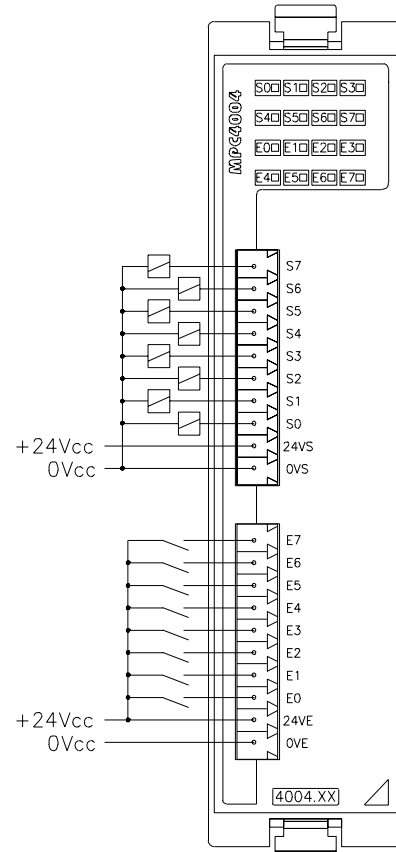 MPC4004
S0 S1 S2 S3
S4 S5 S6 S7
E0 E1 E2 E3
E4 E5 E6 E7
S7
S6
S5
S4
S3
S2
S1
S0
+24Vcc 24VS
0Vcc 0VS
E7
E6
E5
E4
E3
E2
E1
E0
+24Vcc 24VE
0Vcc 0VE
4004.XX